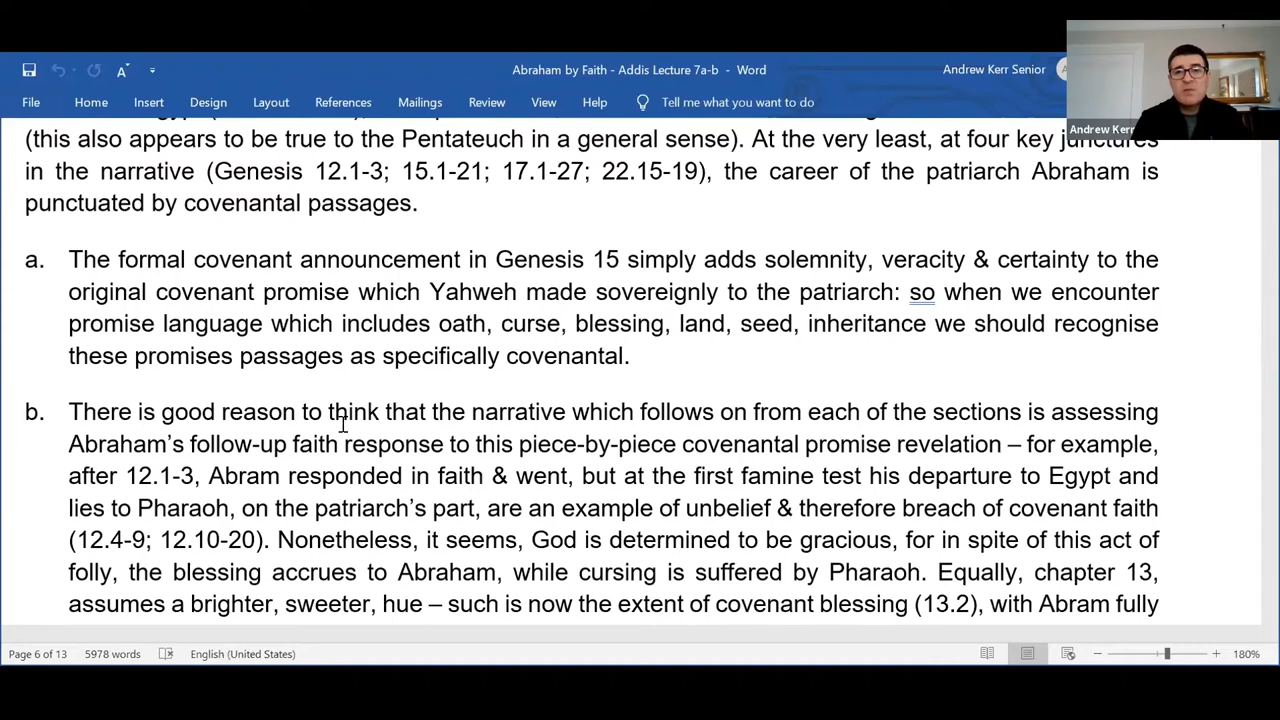 Abraham by Faith - Addis Lecture 7a-b - Word
Andrew Kerr Senior
File Home Insert Design Layout References Mailings Review View Help Tell me what you want to do
Andrew Kerr
(this also appears to be true to the Pentateuch in a general sense). At the very least, at four key junctures
in the narrative (Genesis 12.1-3; 15.1-21; 17.1-27; 22.15-19), the career of the patriarch Abraham is
punctuated by covenantal passages.
a. The formal covenant announcement in Genesis 15 simply adds solemnity, veracity & certainty to the
original covenant promise which Yahweh made sovereignly to the patriarch: so when we encounter
promise language which includes oath, curse, blessing, land, seed, inheritance we should recognise
these promises passages as specifically covenantal.
b. There is good reason to think that the narrative which follows on from each of the sections is assessing
Abraham's follow-up faith response to this piece-by-piece covenantal promise revelation – for example,
after 12.1-3, Abram responded in faith & went, but at the first famine test his departure to Egypt and
lies to Pharaoh, on the patriarch's part, are an example of unbelief & therefore breach of covenant faith
(12.4-9; 12.10-20). Nonetheless, it seems, God is determined to be gracious, for in spite of this act of
folly, the blessing accrues to Abraham, while cursing is suffered by Pharaoh. Equally, chapter 13,
assumes a brighter, sweeter, hue – such is now the extent of covenant blessing (13.2), with Abram fully
Page 6 of 13 5978 words English (United States) 180%